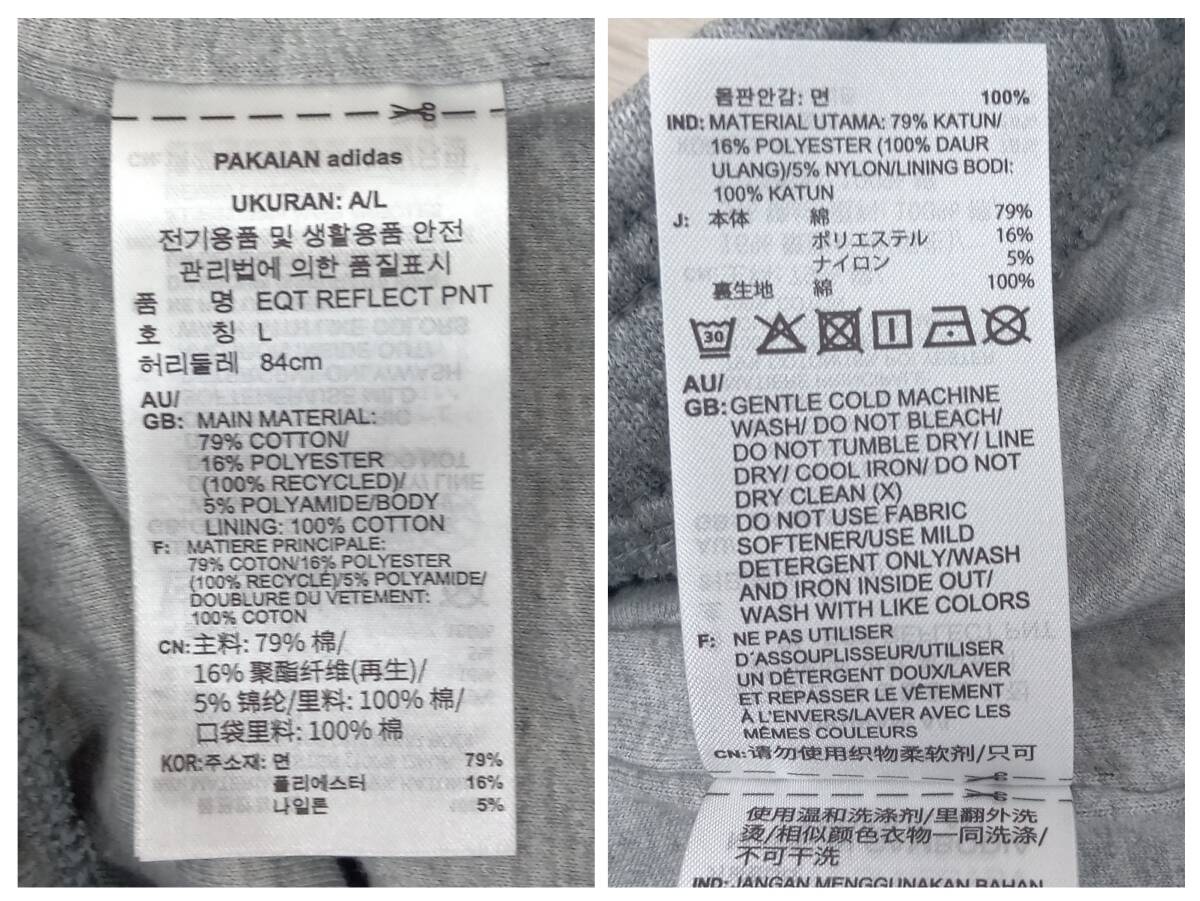 PAKAIAN adidas
UKURAN: A/L
전기용품 및 생활용품 안전
관리법에 의한 품질표시
품 명 EQT REFLECT PNT
호 칭 L
허리둘레 84cm
AU/
GB: MAIN MATERIAL:
79% COTTON/
16% POLYESTER
(100% RECYCLED)/
5% POLYAMIDE/BODY
LINING: 100% COTTON
F: MATIERE PRINCIPALE:
79% COTON/16% POLYESTER
(100% RECYCLÉ)/5% POLYAMIDE/
DOUBLURE DU VETEMENT:
100% COTON
CN: 主料: 79% 棉/
16% 聚酯纤维(再生)/
5% 锦纶/里料: 100% 棉/
口袋里料: 100% 棉
KOR:주소재: 면 79%
폴리에스터 16%
나일론 5%
몸판안감: 면 100%
IND: MATERIAL UTAMA: 79% KATUN/
16% POLYESTER (100% DAUR
ULANG)/5% NYLON/LINING BODI:
100% KATUN
J: 本体 綿 79%
ポリエステル 16%
ナイロン 5%
裏生地 綿 100%
30
AU/
GB: GENTLE COLD MACHINE
WASH/ DO NOT BLEACH/
DO NOT TUMBLE DRY/ LINE
DRY/ COOL IRON/ DO NOT
DRY CLEAN (X)
DO NOT USE FABRIC
SOFTENER/USE MILD
DETERGENT ONLY/WASH
AND IRON INSIDE OUT/
WASH WITH LIKE COLORS
F: NE PAS UTILISER
D´ASSOUPLISSEUR/UTILISER
UN DÉTERGENT DOUX/LAVER
ET REPASSER LE VÊTEMENT
À L'ENVERS/LAVER AVEC LES
MÊMES COULEURS
CN: 请勿使用织物柔软剂/只可
使用温和洗涤剂/里翻外洗
烫/相似颜色衣物一同洗涤/
不可干洗
IND: JANGAN MENGGUNAKAN BAHAN